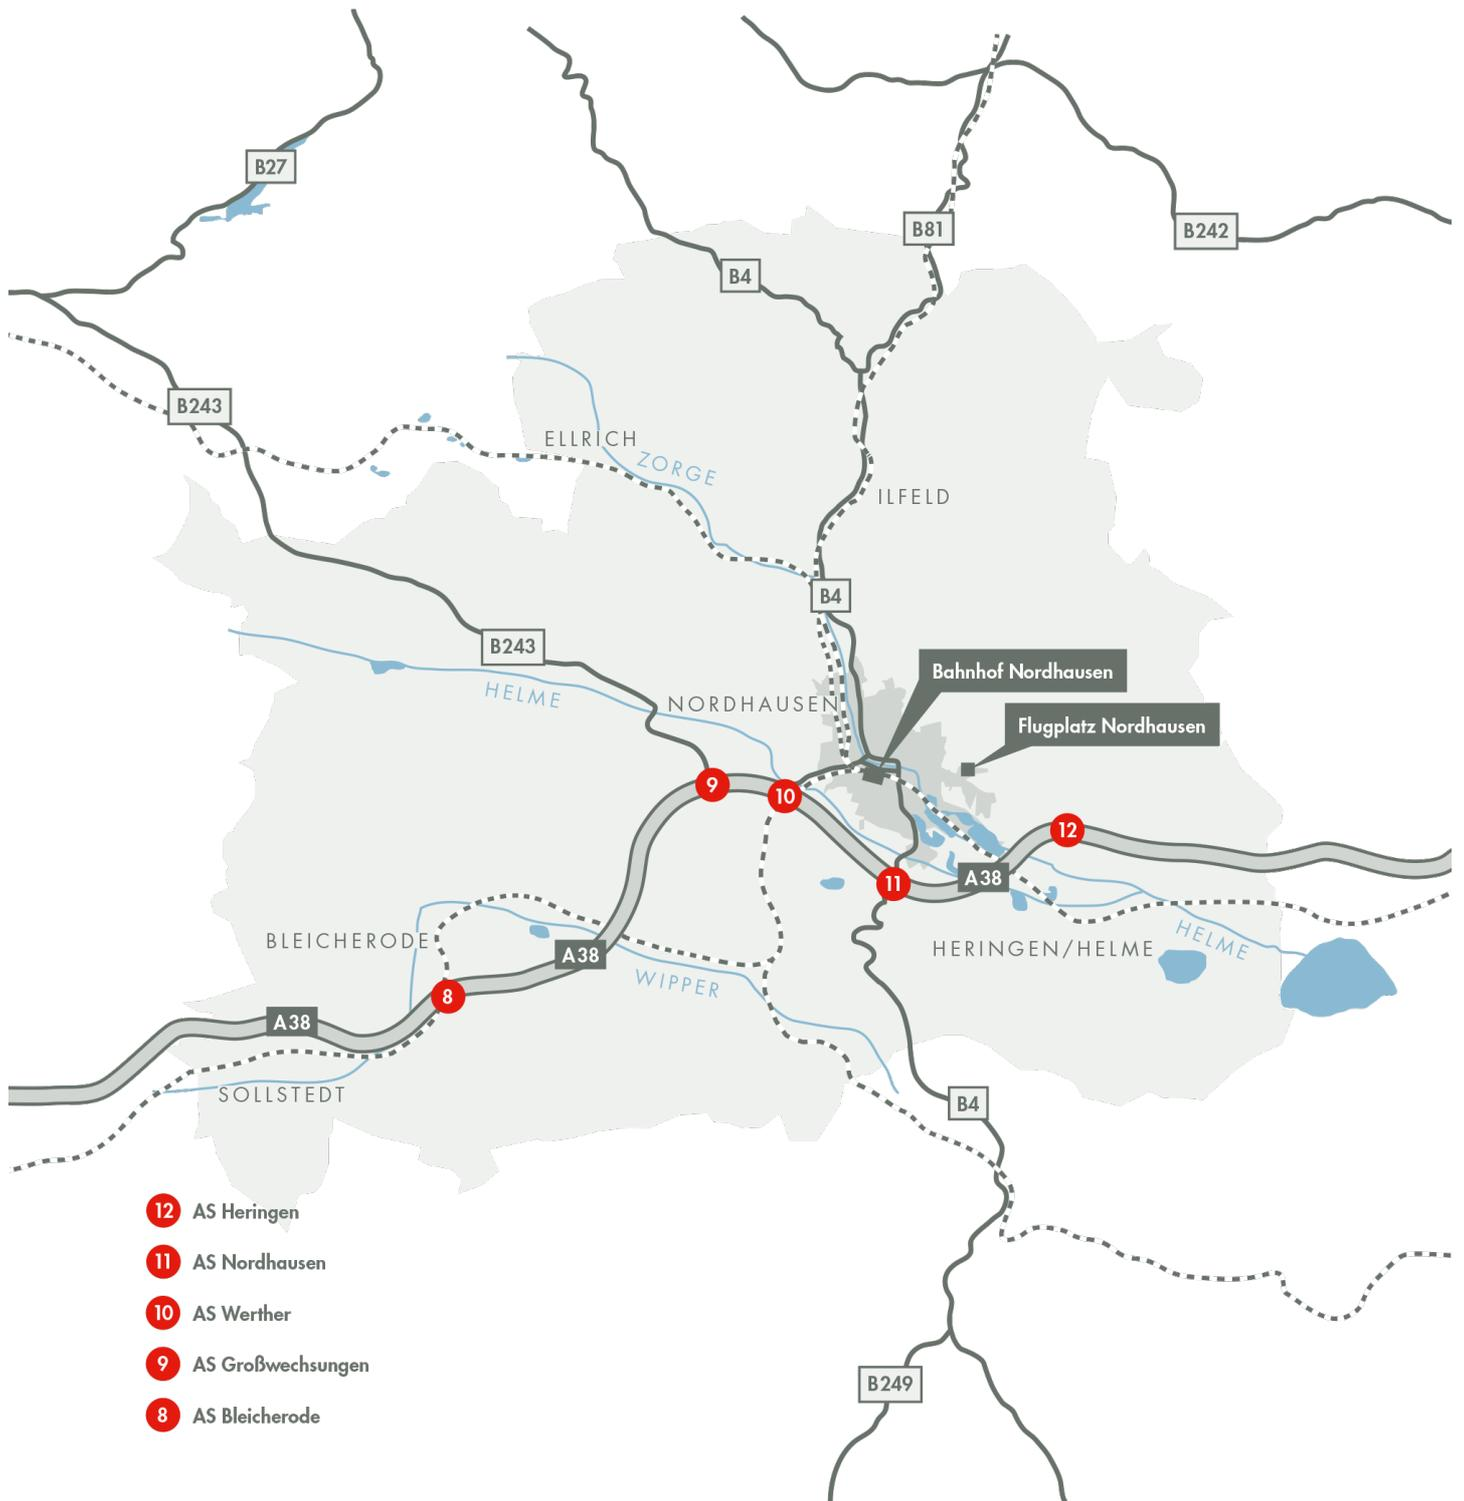 B27
B81
B242
B4
B243
ELLRICH
ZORGE
ILFELD
B4
B243
Bahnhof Nordhausen
HELME
NORDHAUSEN
Flugplatz Nordhausen
9
10
12
A38
11
BLEICHERODE
HERINGEN/HELME
HELME
A38
WIPPER
8
A38
SOLLSTEDT
B4
12 AS Heringen
11 AS Nordhausen
10 AS Werther
9 AS Großwechsungen
8 AS Bleicherode
B249